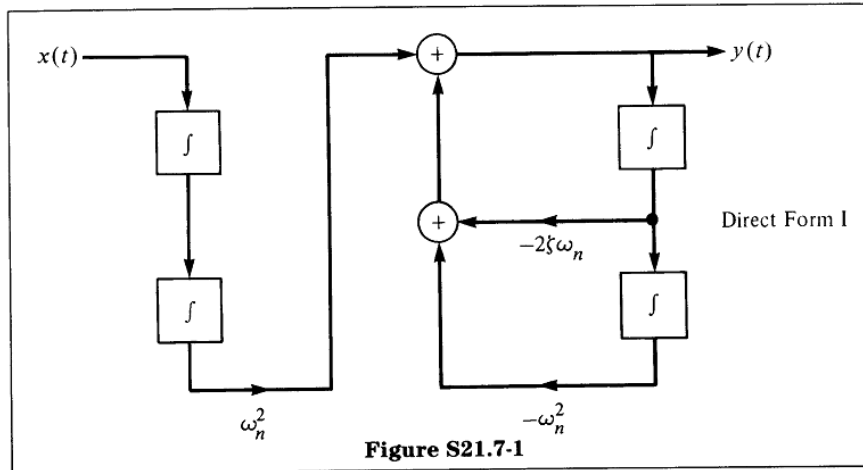 x(t)
+
y(t)
∫
∫
+
−2ζω_n
Direct Form I
∫
∫
ω_n^2
−ω_n^2
Figure S21.7-1